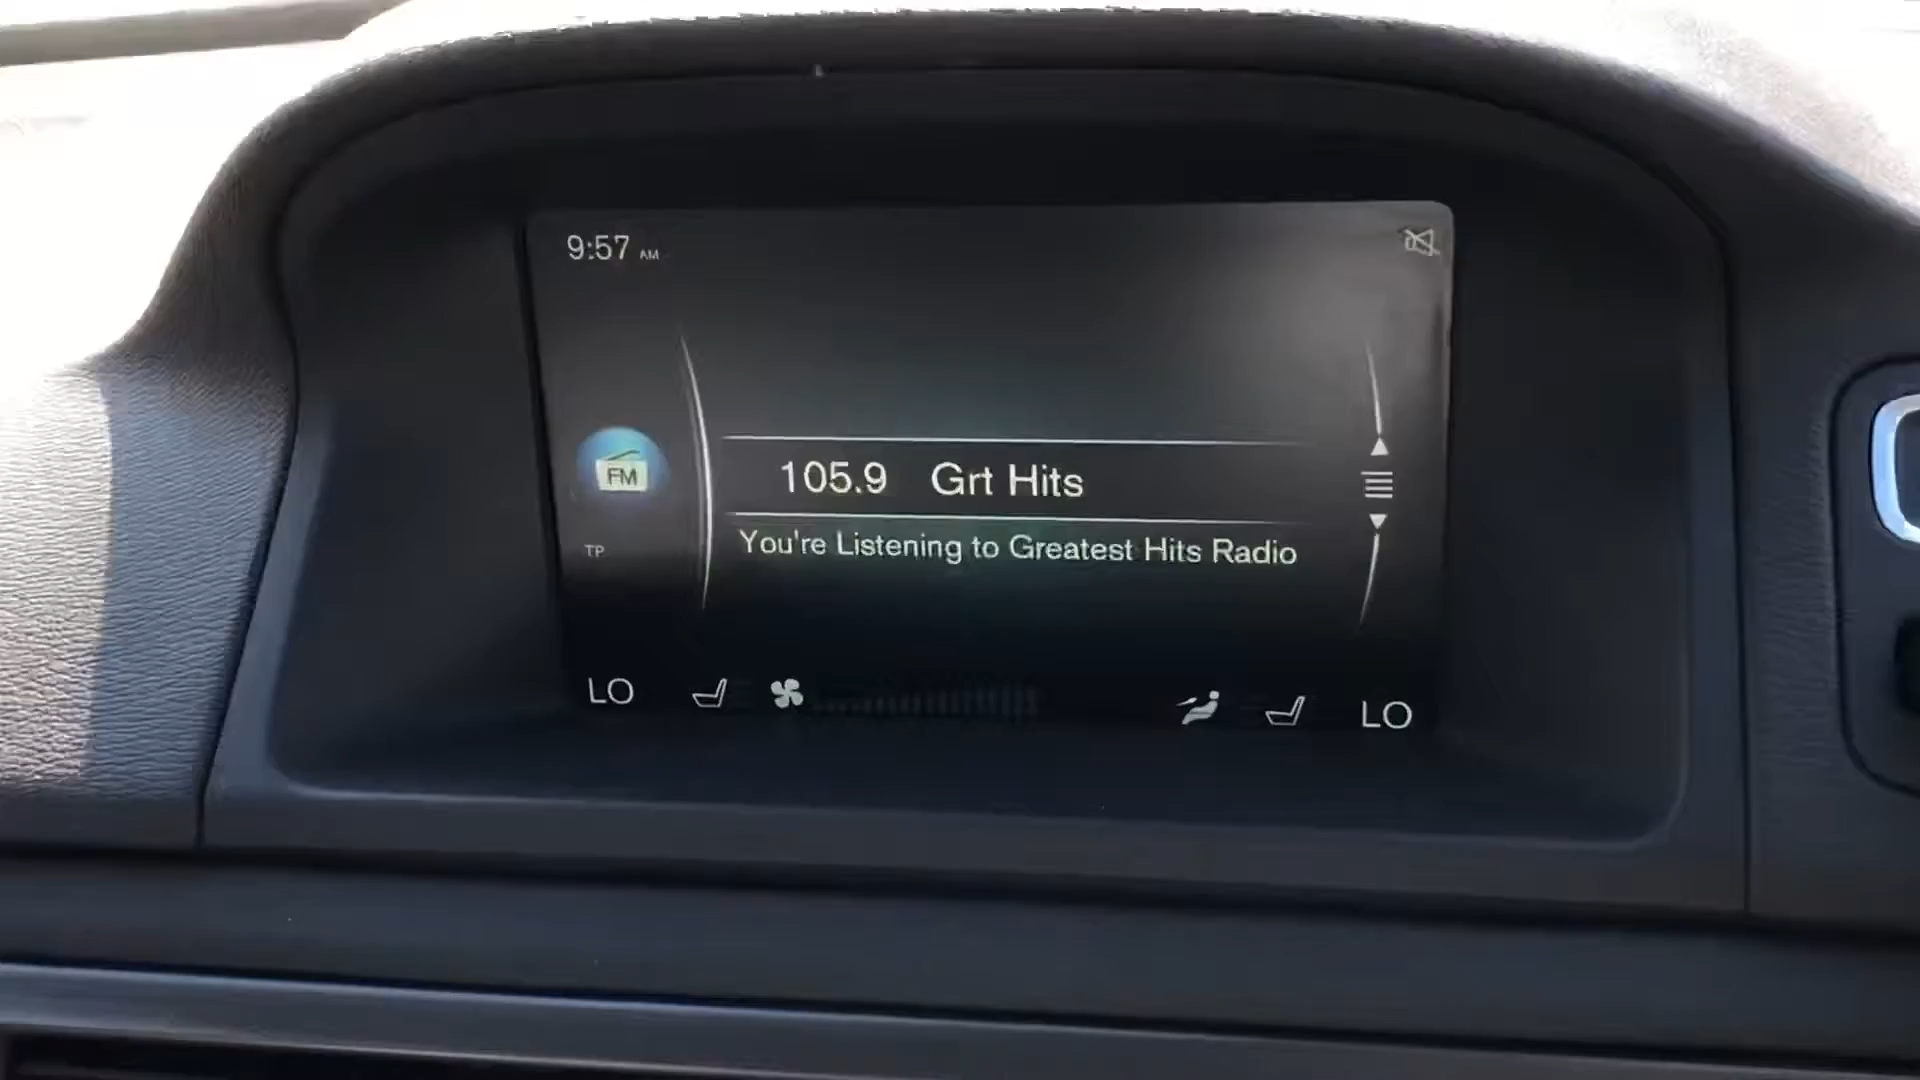 9:57 AM
FM
105.9 Grt Hits
TP
You're Listening to Greatest Hits Radio
LO
LO